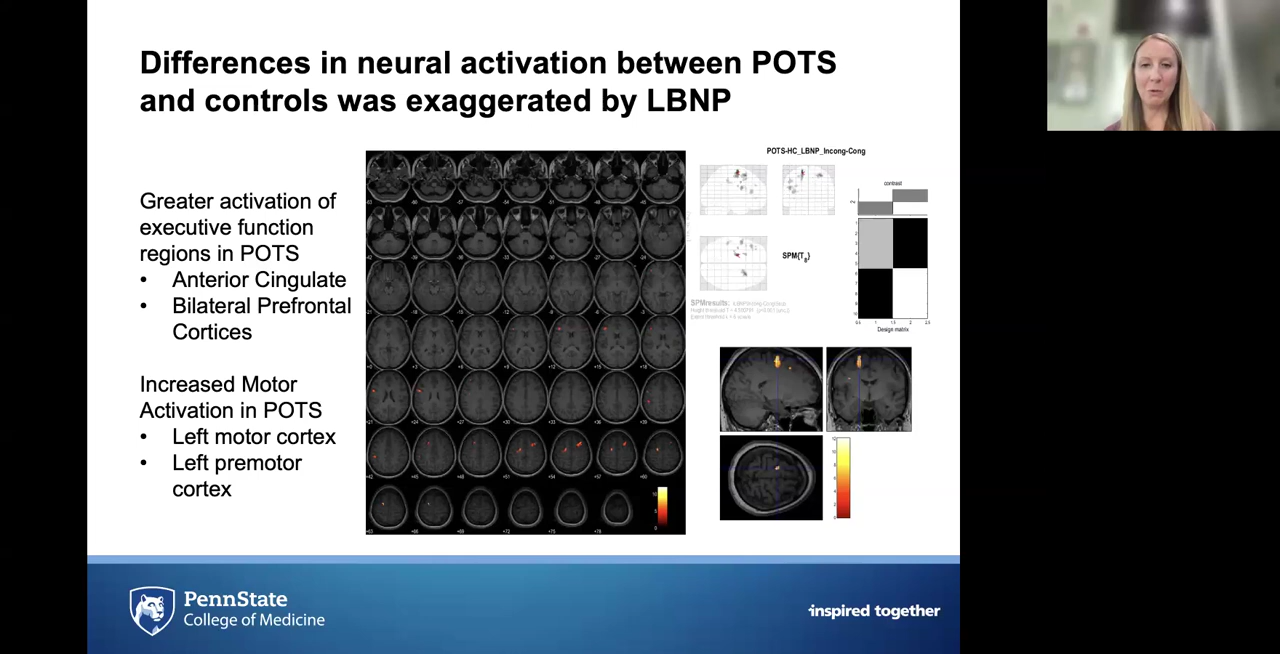 Differences in neural activation between POTS
and controls was exaggerated by LBNP
Greater activation of
executive function
regions in POTS
• Anterior Cingulate
• Bilateral Prefrontal
Cortices
Increased Motor
Activation in POTS
• Left motor cortex
• Left premotor
cortex
POTS-HC_LBNP_Incong-Cong
contrast
SPM{T8}
SPMresults:
Design matrix
PennState
College of Medicine
inspired together